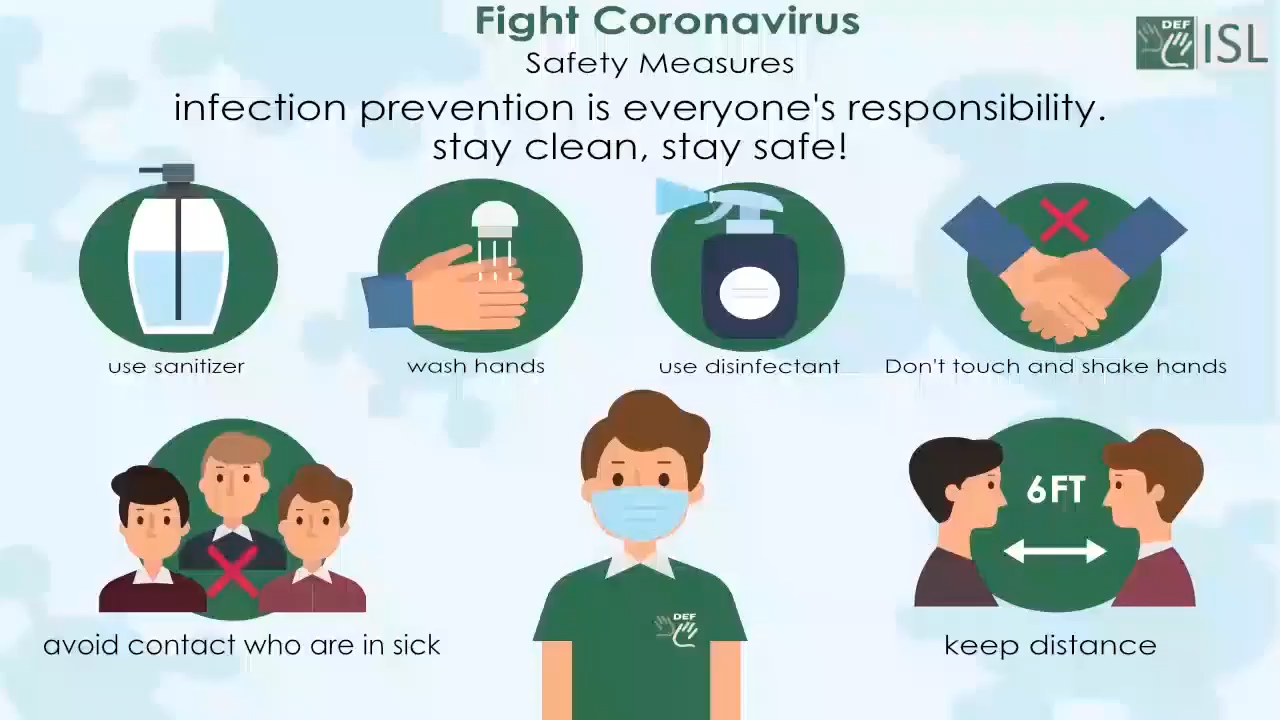 Fight Coronavirus
DEF
ISL
Safety Measures
infection prevention is everyone's responsibility.
stay clean, stay safe!
use sanitizer
wash hands
use disinfectant
Don't touch and shake hands
6FT
DEF
avoid contact who are in sick
keep distance